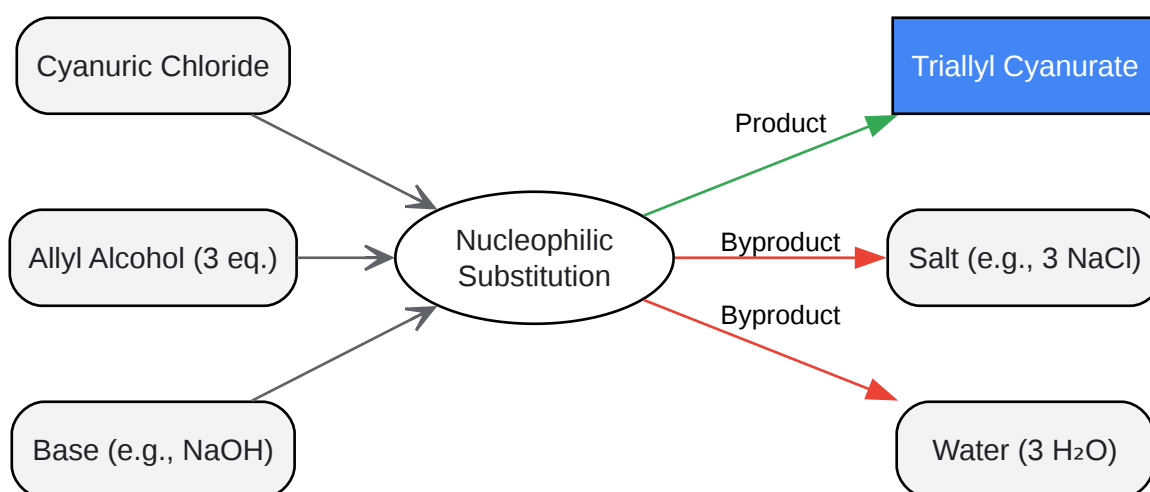 Cyanuric Chloride
Triallyl Cyanurate
Product
Allyl Alcohol (3 eq.)
Nucleophilic
Substitution
Byproduct
Salt (e.g., 3 NaCl)
Byproduct
Base (e.g., NaOH)
Water (3 H₂O)